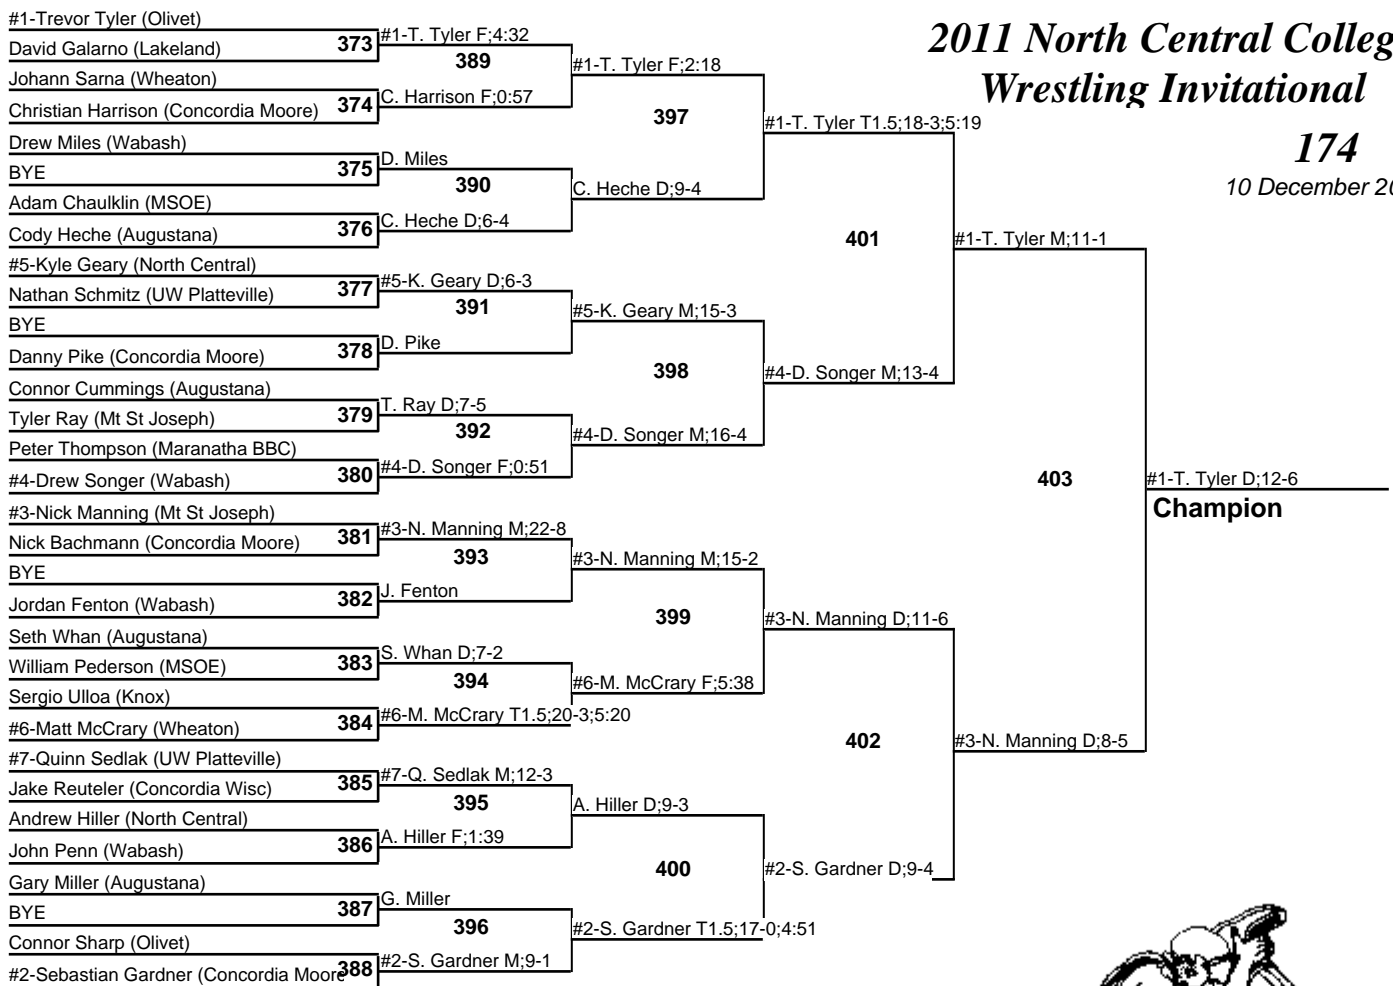 #1-Trevor Tyler (Olivet)
David Galarno (Lakeland)
Johann Sarna (Wheaton)
Christian Harrison (Concordia Moore)
Drew Miles (Wabash)
BYE
Adam Chaulklin (MSOE)
Cody Heche (Augustana)
#5-Kyle Geary (North Central)
Nathan Schmitz (UW Platteville)
BYE
Danny Pike (Concordia Moore)
Connor Cummings (Augustana)
Tyler Ray (Mt St Joseph)
Peter Thompson (Maranatha BBC)
#4-Drew Songer (Wabash)
#3-Nick Manning (Mt St Joseph)
Nick Bachmann (Concordia Moore)
BYE
Jordan Fenton (Wabash)
Seth Whan (Augustana)
William Pederson (MSOE)
Sergio Ulloa (Knox)
#6-Matt McCrary (Wheaton)
#7-Quinn Sedlak (UW Platteville)
Jake Reuteler (Concordia Wisc)
Andrew Hiller (North Central)
John Penn (Wabash)
Gary Miller (Augustana)
BYE
Connor Sharp (Olivet)
#2-Sebastian Gardner (Concordia Moore
373
374
375
376
377
378
379
380
381
382
383
384
385
386
387
388
#1-T. Tyler F;4:32
389
C. Harrison F;0:57
D. Miles
390
C. Heche D;6-4
#5-K. Geary D;6-3
391
D. Pike
T. Ray D;7-5
392
#4-D. Songer F;0:51
#3-N. Manning M;22-8
393
J. Fenton
S. Whan D;7-2
394
#6-M. McCrary T1.5;20-3;5:20
#7-Q. Sedlak M;12-3
395
A. Hiller F;1:39
G. Miller
396
#2-S. Gardner M;9-1
#1-T. Tyler F;2:18
397
C. Heche D;9-4
#5-K. Geary M;15-3
398
#4-D. Songer M;16-4
#3-N. Manning M;15-2
399
#6-M. McCrary F;5:38
A. Hiller D;9-3
400
#2-S. Gardner T1.5;17-0;4:51
#1-T. Tyler T1.5;18-3;5:19
401
#4-D. Songer M;13-4
#3-N. Manning D;11-6
402
#2-S. Gardner D;9-4
#1-T. Tyler M;11-1
403
#3-N. Manning D;8-5
#1-T. Tyler D;12-6
Champion
2011 North Central Colleg
Wrestling Invitational
174
10 December 20